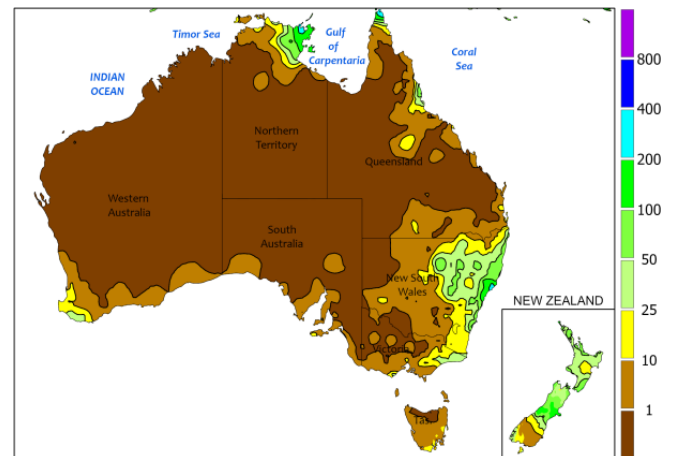 Timor Sea
Gulf
of
Carpentaria
Coral
Sea
INDIAN
OCEAN
Northern
Territory
Queensland
Western
Australia
South
Australia
New South
Wales
Victoria
Tas
NEW ZEALAND
800
400
200
100
50
25
10
1